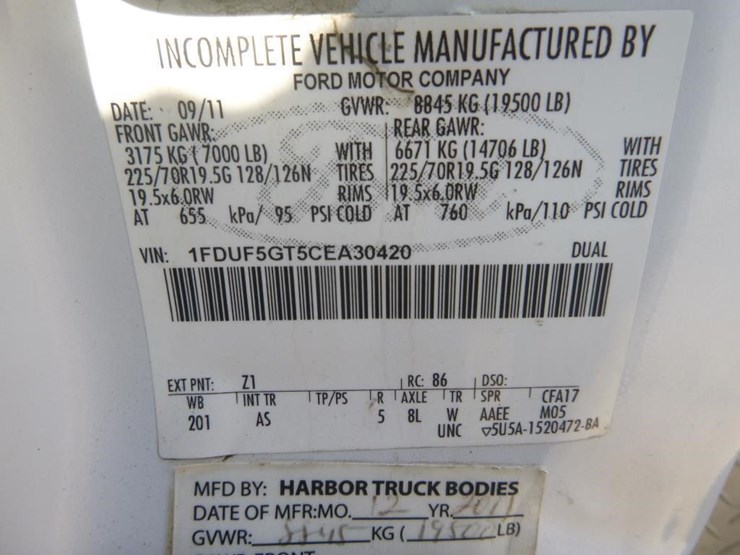 INCOMPLETE VEHICLE MANUFACTURED BY
FORD MOTOR COMPANY
DATE: 09/11 GVWR: 8845 KG (19500 LB)
FRONT GAWR: REAR GAWR:
3175 KG (7000 LB) WITH 6671 KG (14706 LB) WITH
225/70R19.5G 128/126N TIRES 225/70R19.5G 128/126N TIRES
19.5x6.0RW RIMS 19.5x6.0RW RIMS
AT 655 kPa/ 95 PSI COLD AT 760 kPa/110 PSI COLD
VIN: 1FDUF5GT5CEA30420 DUAL
EXT PNT: Z1 RC: 86 DSO:
WB INT TR TP/PS R AXLE TR SPR CFA17
201 AS 5 8L W AAEE M05
UNC ▽5U5A-1520472-BA
MFD BY: HARBOR TRUCK BODIES
DATE OF MFR:MO. 12 YR. 2011
GVWR: 8845 KG ( 19500 LB)